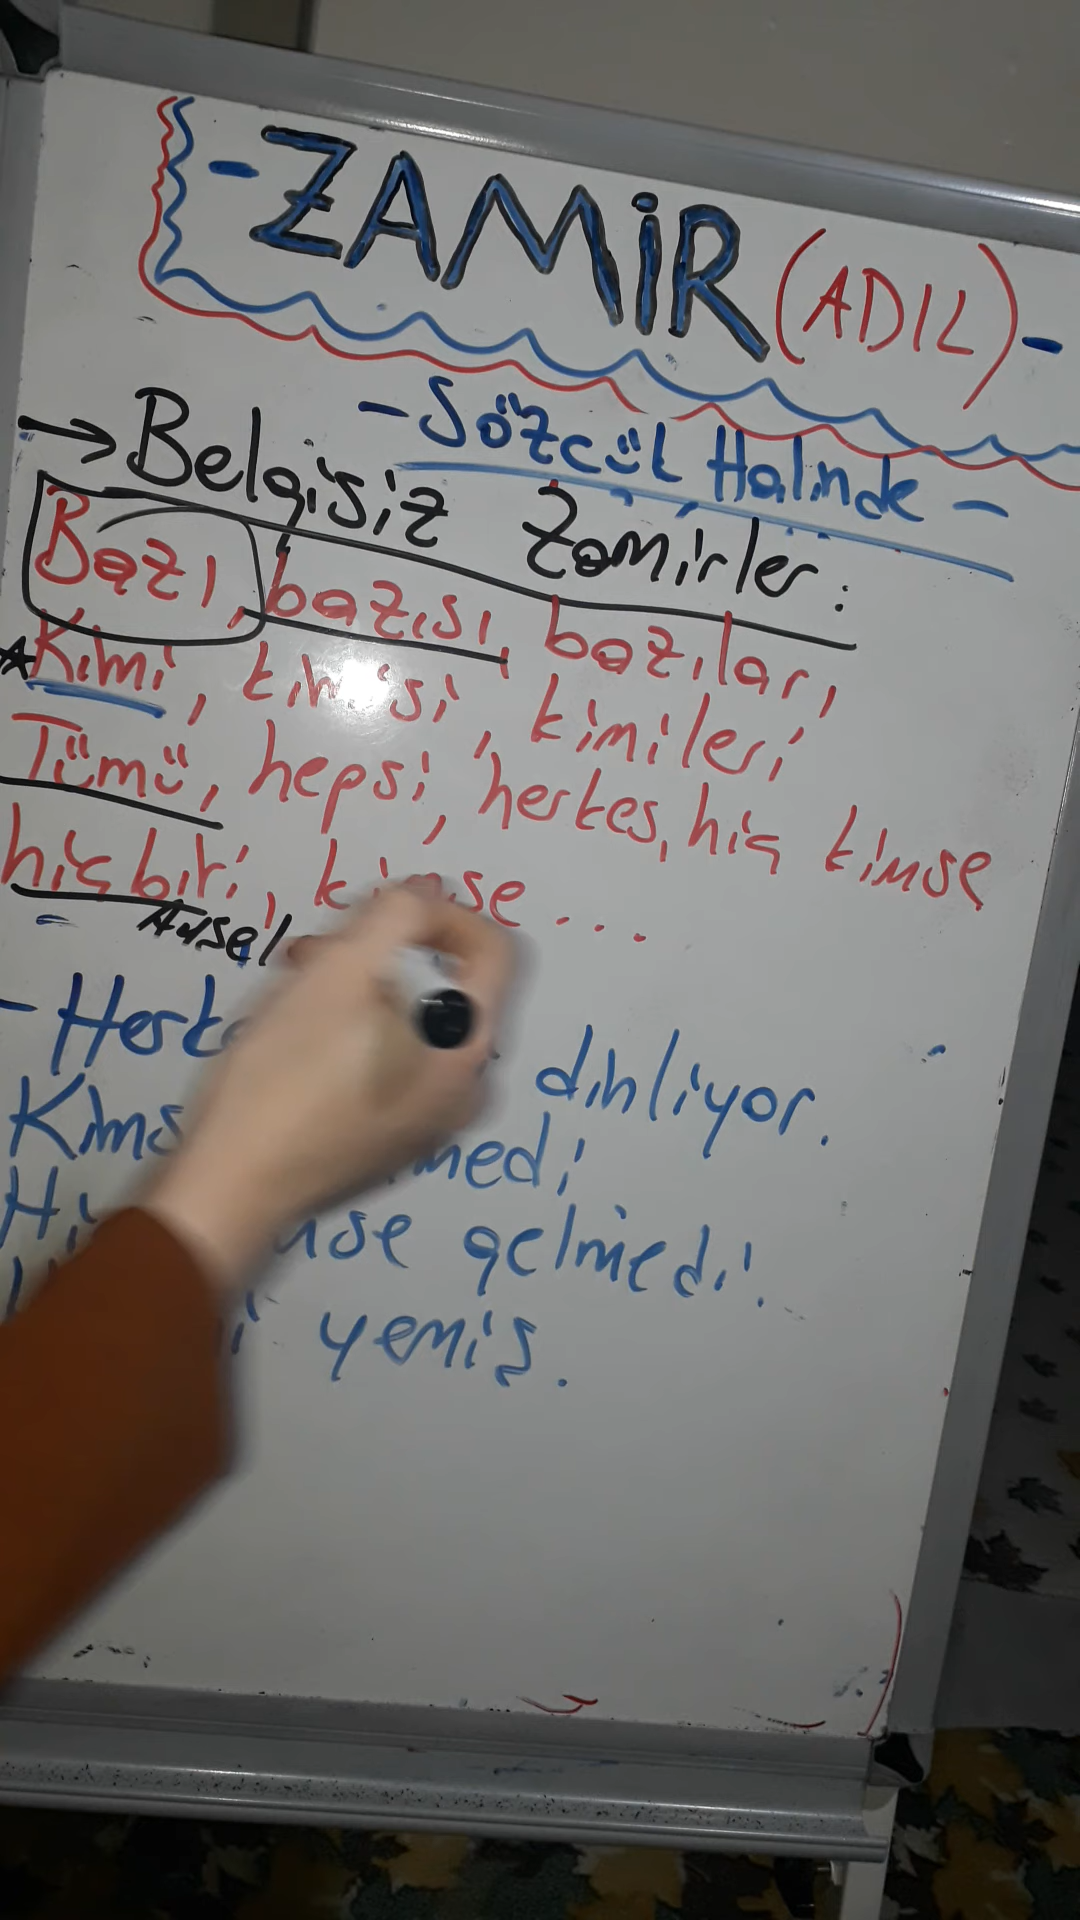 -ZAMİR (ADIL)-
-Sözcük Halinde-
→Belgisiz Zamirler:
Bazı, bazısı, bazıları,
★Kimi, kimisi, kimileri
Tümü, hepsi, herkes, hiç kimse
hiçbiri, kimse...
dinliyor.
gelmedi.
yemiş.